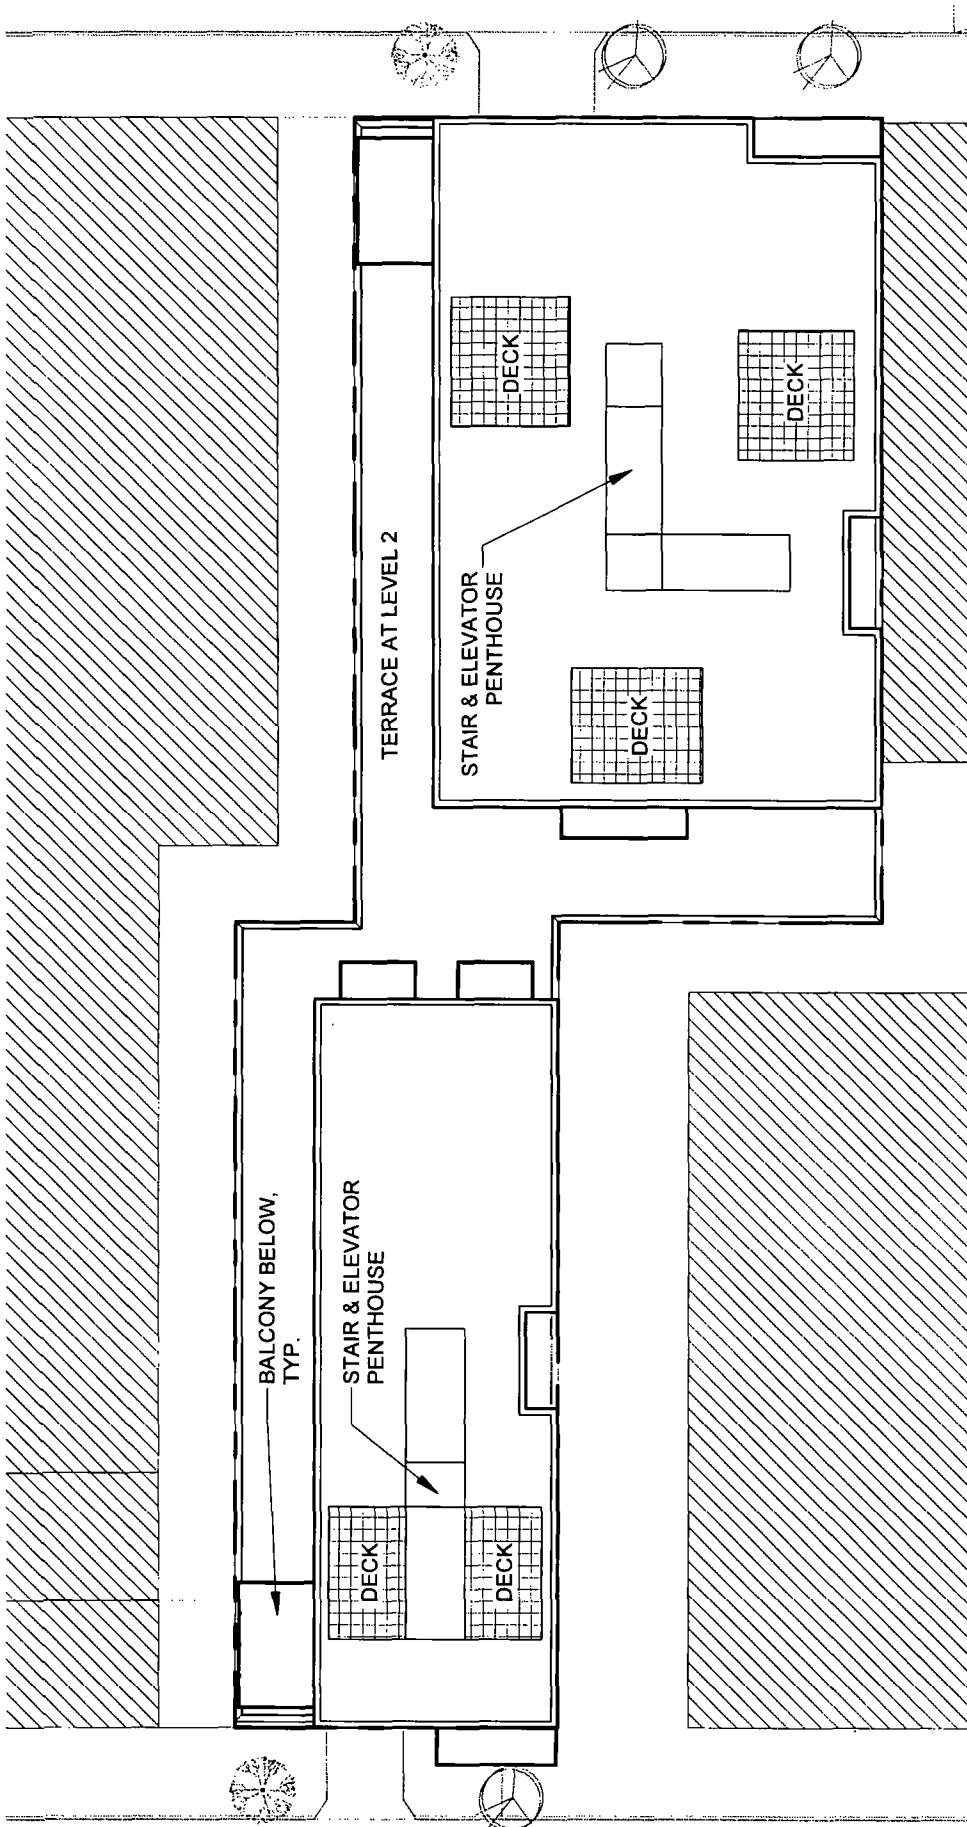 DECK
DECK
TERRACE AT LEVEL 2
STAIR & ELEVATOR
PENTHOUSE
DECK
BALCONY BELOW,
TYP.
STAIR & ELEVATOR
PENTHOUSE
DECK
DECK